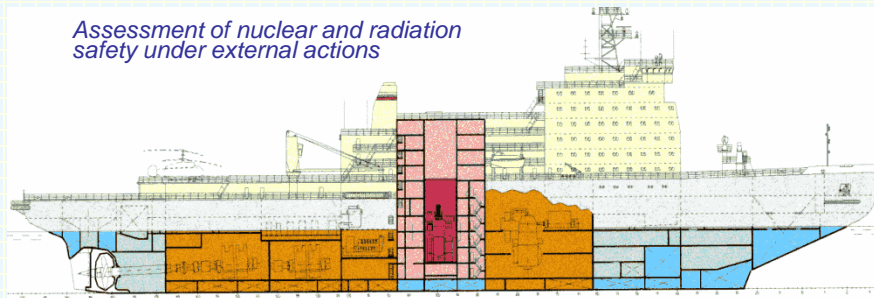 Assessment of nuclear and radiation
safety under external actions